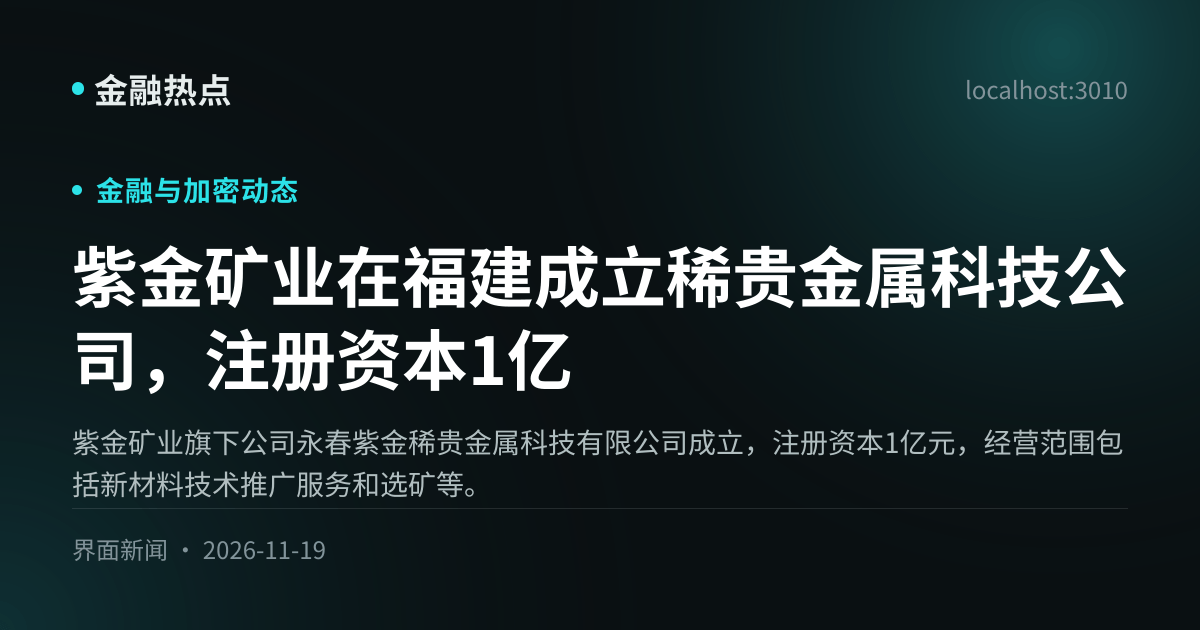 金融热点
localhost:3010
金融与加密动态
紫金矿业在福建成立稀贵金属科技公
司，注册资本1亿
紫金矿业旗下公司永春紫金稀贵金属科技有限公司成立，注册资本1亿元，经营范围包
括新材料技术推广服务和选矿等。
界面新闻 • 2026-11-19